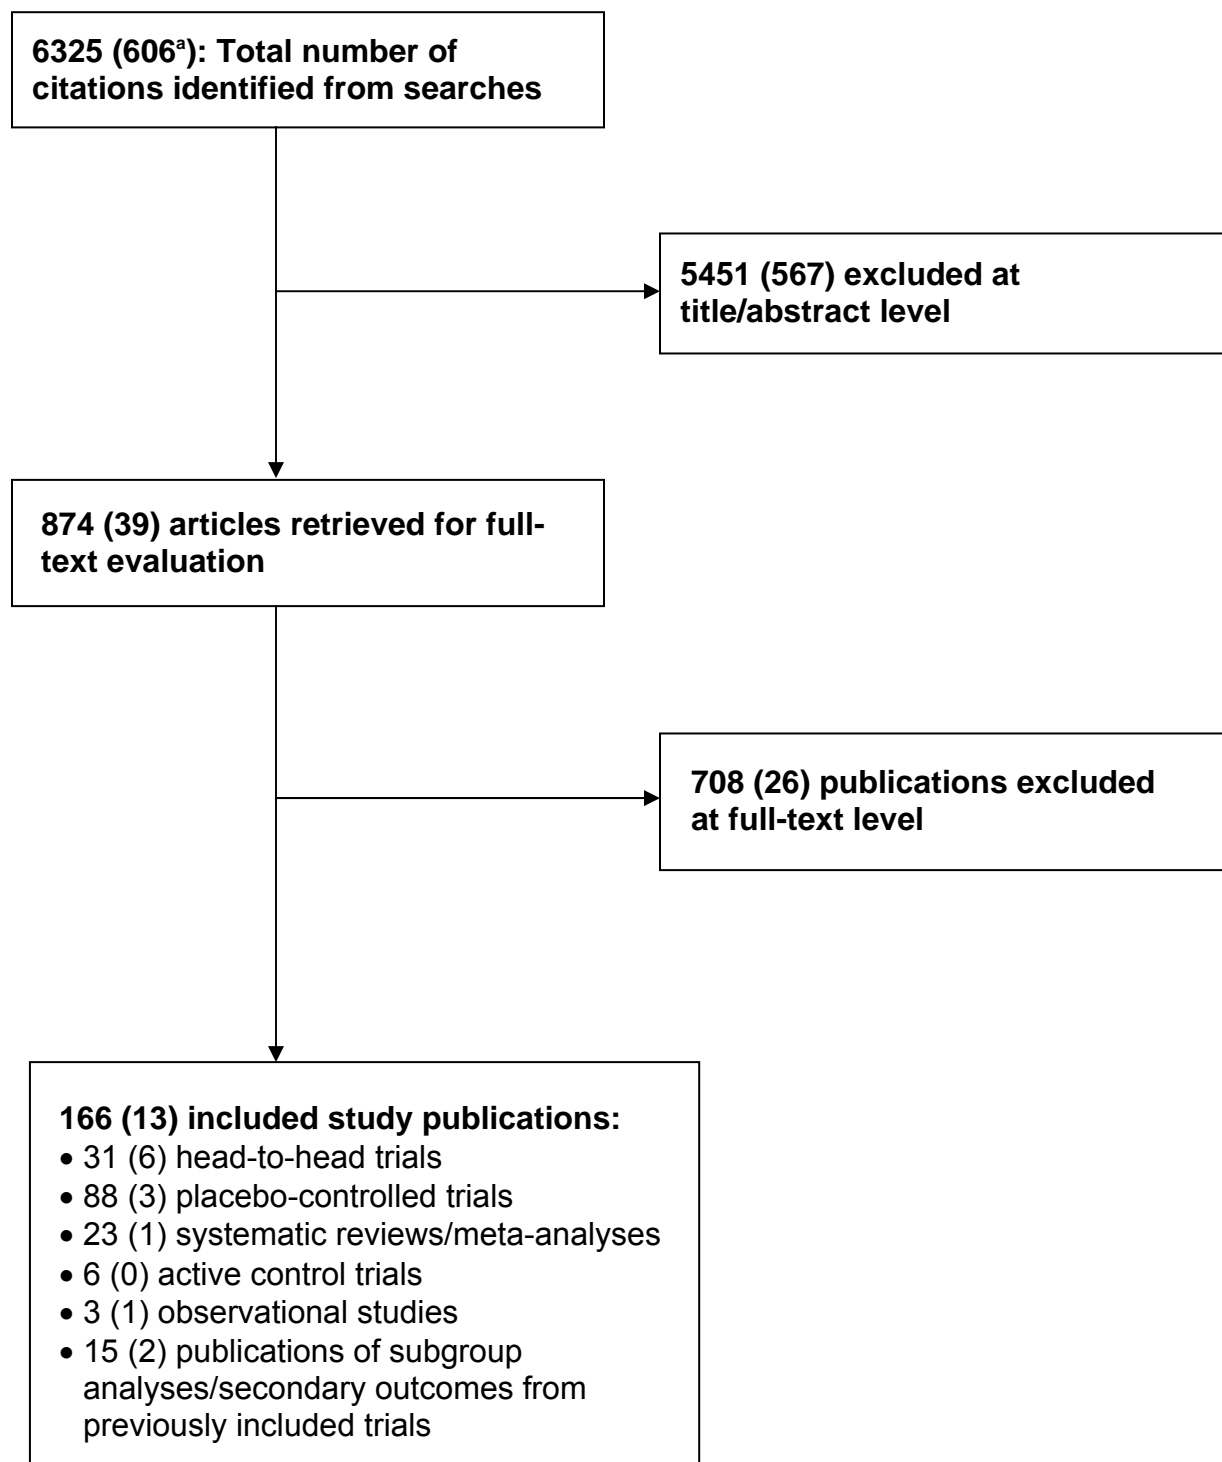 6325 (606ª): Total number of
citations identified from searches
5451 (567) excluded at
title/abstract level
874 (39) articles retrieved for full-
text evaluation
708 (26) publications excluded
at full-text level
166 (13) included study publications:
• 31 (6) head-to-head trials
• 88 (3) placebo-controlled trials
• 23 (1) systematic reviews/meta-analyses
• 6 (0) active control trials
• 3 (1) observational studies
• 15 (2) publications of subgroup
analyses/secondary outcomes from
previously included trials